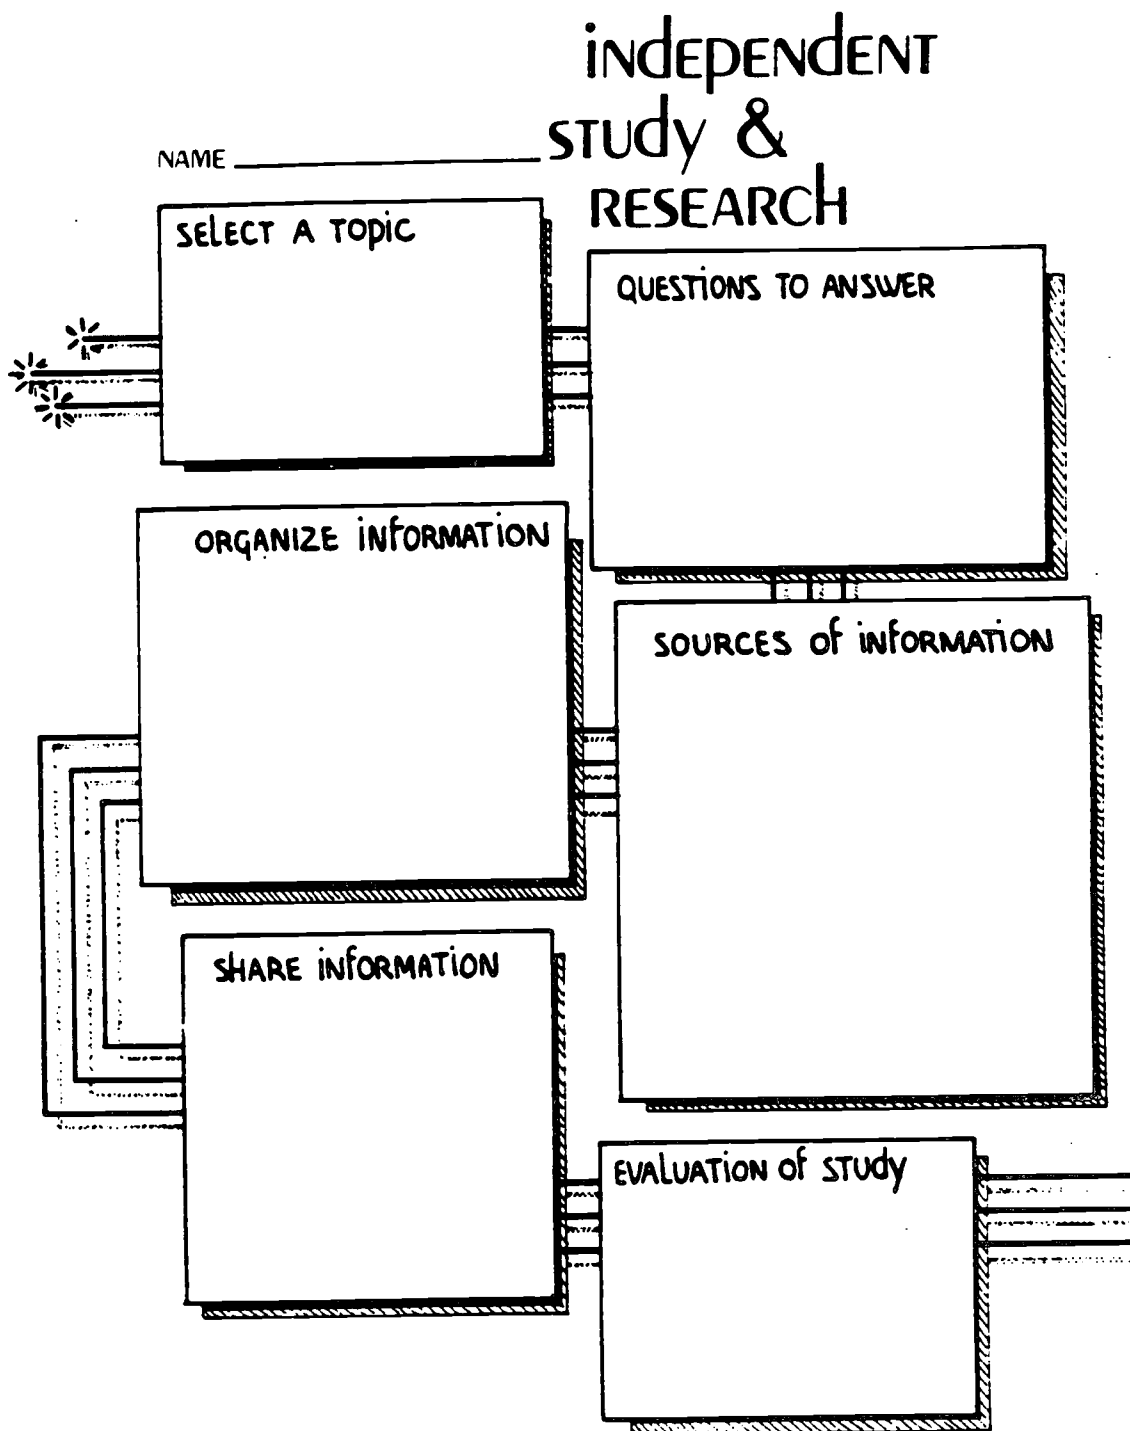 iNdEpENdENT
STUdy &
RESEARCh
NAME
SELECT A TOPiC
QUESTiONS TO ANSWER
ORGANiZE iNfORMATiON
SOURCES Of iNfORMATiON
ShARE iNfORMATiON
EVALUATiON Of STUdy